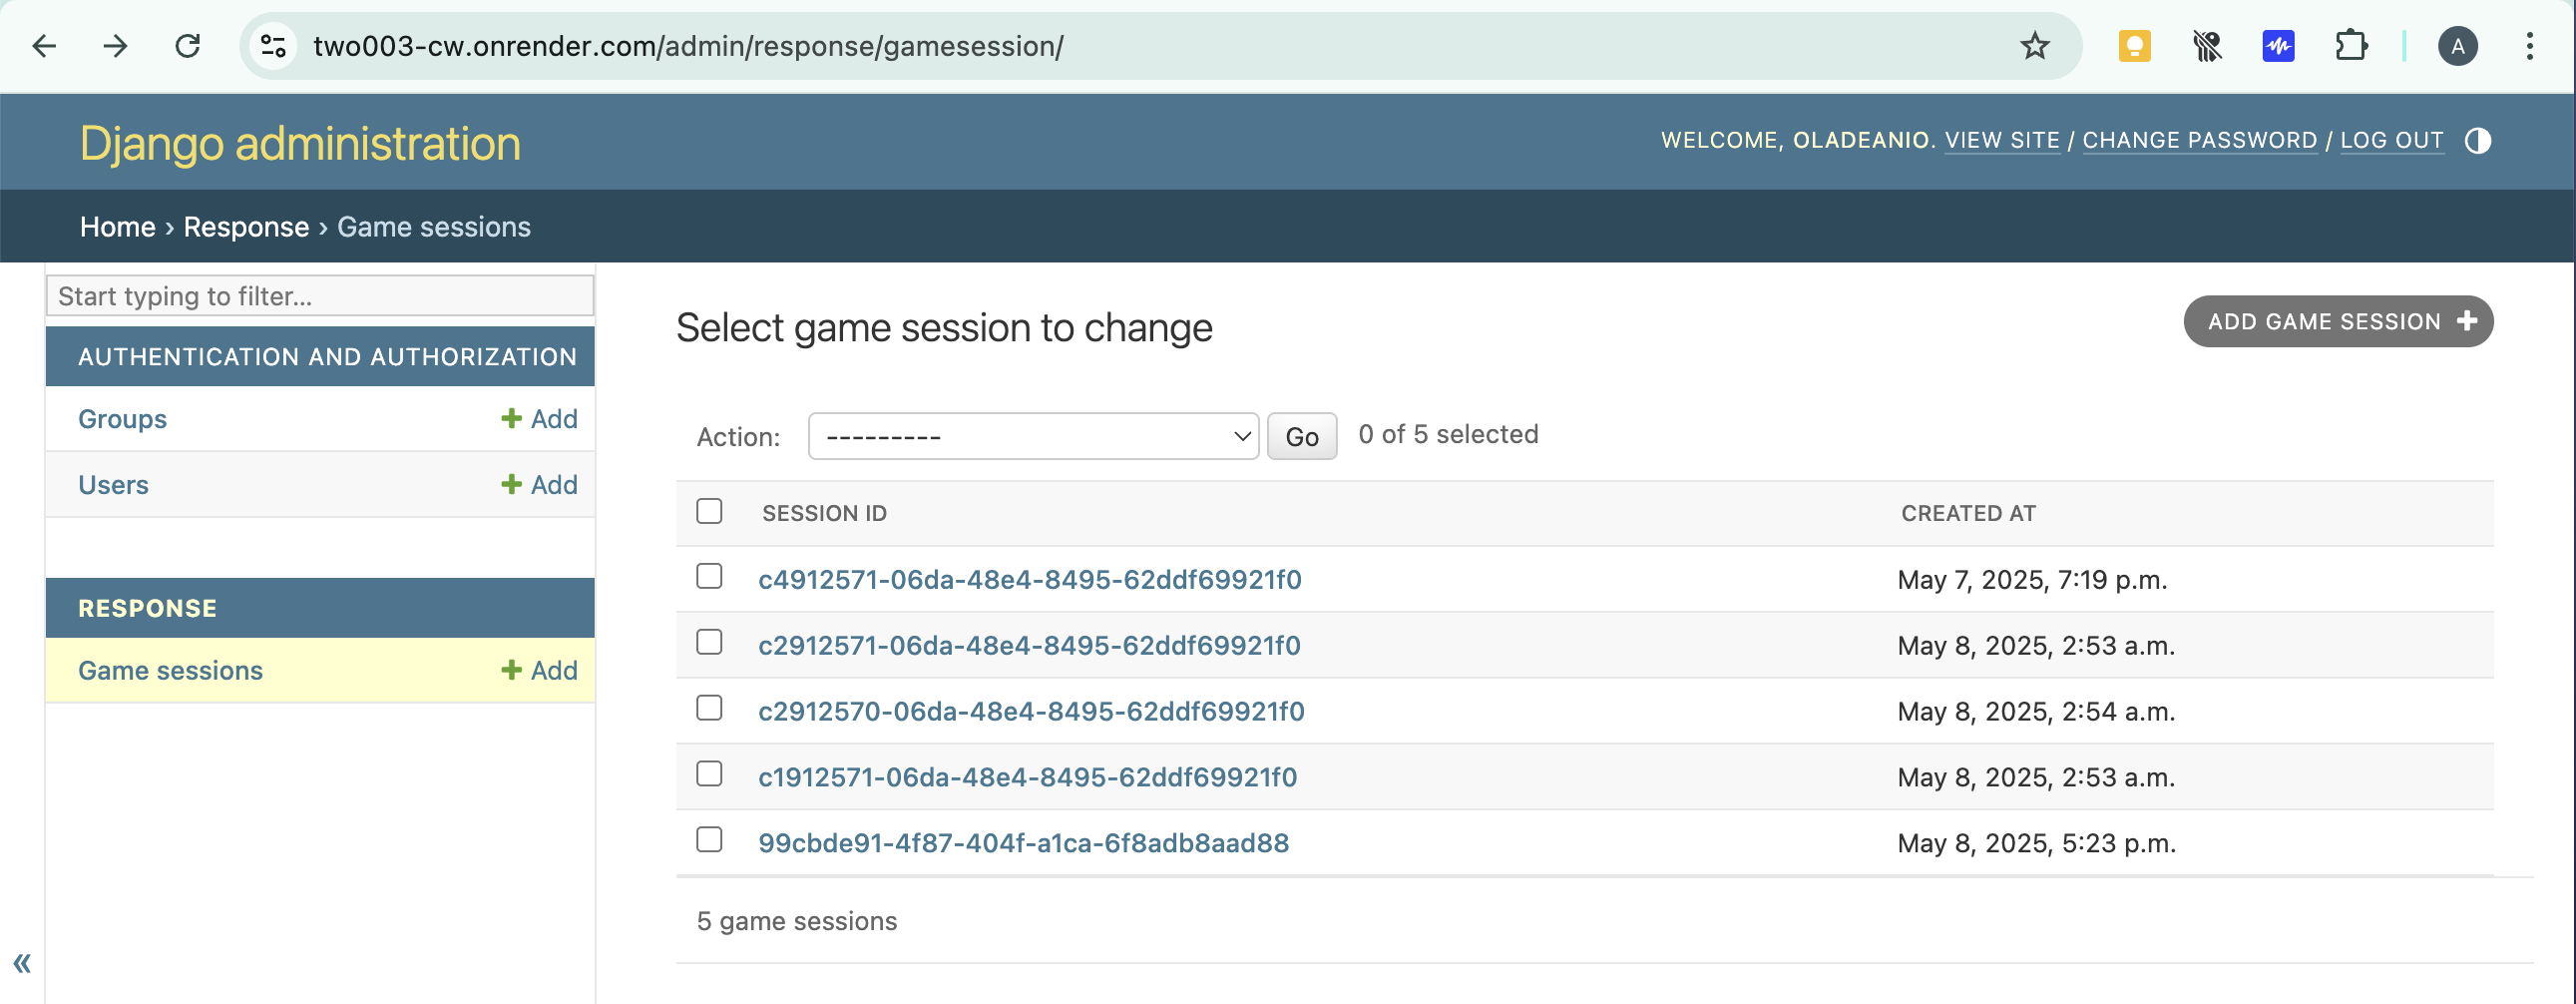 two003-cw.onrender.com/admin/response/gamesession/
A
Django administration
WELCOME, OLADEANIO. VIEW SITE / CHANGE PASSWORD / LOG OUT
Home › Response › Game sessions
Start typing to filter...
AUTHENTICATION AND AUTHORIZATION
Groups + Add
Users + Add
RESPONSE
Game sessions + Add
«
Select game session to change
ADD GAME SESSION +
Action: --------- Go 0 of 5 selected
SESSION ID CREATED AT
c4912571-06da-48e4-8495-62ddf69921f0 May 7, 2025, 7:19 p.m.
c2912571-06da-48e4-8495-62ddf69921f0 May 8, 2025, 2:53 a.m.
c2912570-06da-48e4-8495-62ddf69921f0 May 8, 2025, 2:54 a.m.
c1912571-06da-48e4-8495-62ddf69921f0 May 8, 2025, 2:53 a.m.
99cbde91-4f87-404f-a1ca-6f8adb8aad88 May 8, 2025, 5:23 p.m.
5 game sessions